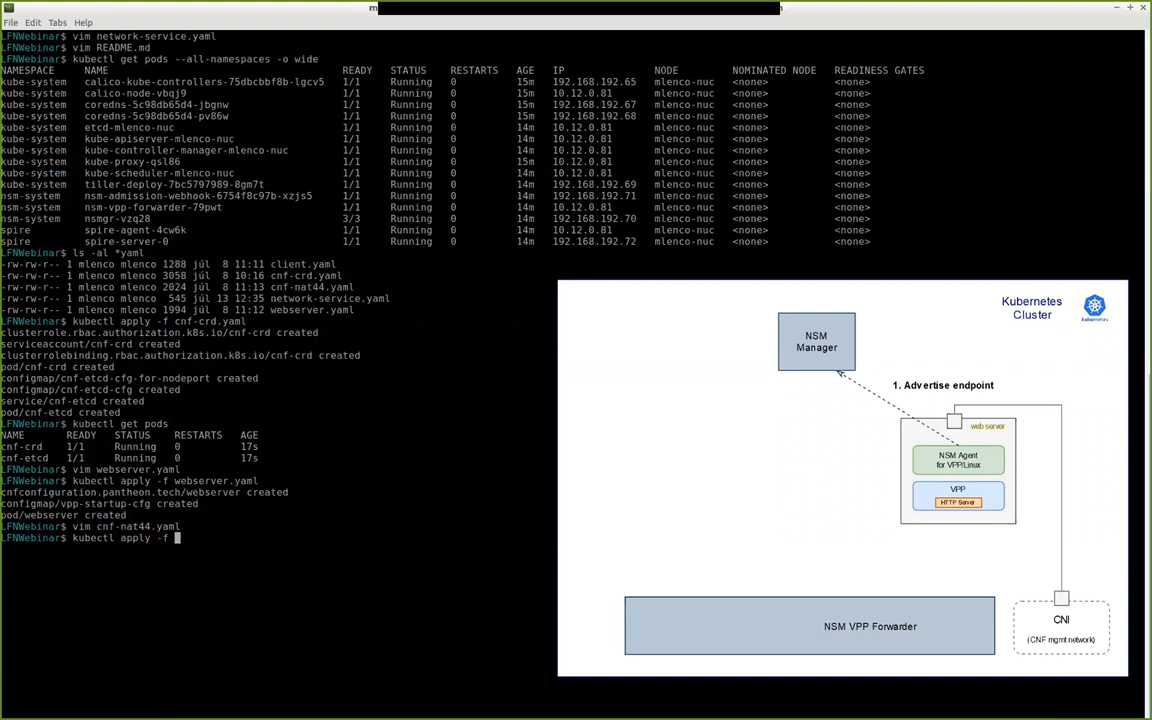 m
File Edit Tabs Help
LFNWebinar$ vim network-service.yaml
LFNWebinar$ vim README.md
LFNWebinar$ kubectl get pods --all-namespaces -o wide
NAMESPACE NAME READY STATUS RESTARTS AGE IP NODE NOMINATED NODE READINESS GATES
kube-system calico-kube-controllers-75dbcbbf8b-lgcv5 1/1 Running 0 15m 192.168.192.65 mlenco-nuc <none> <none>
kube-system calico-node-vbqj9 1/1 Running 0 15m 10.12.0.81 mlenco-nuc <none> <none>
kube-system coredns-5c98db65d4-jbgnw 1/1 Running 0 15m 192.168.192.67 mlenco-nuc <none> <none>
kube-system coredns-5c98db65d4-pv86w 1/1 Running 0 15m 192.168.192.68 mlenco-nuc <none> <none>
kube-system etcd-mlenco-nuc 1/1 Running 0 14m 10.12.0.81 mlenco-nuc <none> <none>
kube-system kube-apiserver-mlenco-nuc 1/1 Running 0 14m 10.12.0.81 mlenco-nuc <none> <none>
kube-system kube-controller-manager-mlenco-nuc 1/1 Running 0 14m 10.12.0.81 mlenco-nuc <none> <none>
kube-system kube-proxy-qsl86 1/1 Running 0 15m 10.12.0.81 mlenco-nuc <none> <none>
kube-system kube-scheduler-mlenco-nuc 1/1 Running 0 14m 10.12.0.81 mlenco-nuc <none> <none>
kube-system tiller-deploy-7bc5797989-8gm7t 1/1 Running 0 14m 192.168.192.69 mlenco-nuc <none> <none>
nsm-system nsm-admission-webhook-6754f8c97b-xzjs5 1/1 Running 0 14m 192.168.192.71 mlenco-nuc <none> <none>
nsm-system nsm-vpp-forwarder-79pwt 1/1 Running 0 14m 10.12.0.81 mlenco-nuc <none> <none>
nsm-system nsmgr-vzq28 3/3 Running 0 14m 192.168.192.70 mlenco-nuc <none> <none>
spire spire-agent-4cw6k 1/1 Running 0 14m 10.12.0.81 mlenco-nuc <none> <none>
spire spire-server-0 1/1 Running 0 14m 192.168.192.72 mlenco-nuc <none> <none>
LFNWebinar$ ls -al *yaml
-rw-rw-r-- 1 mlenco mlenco 1288 júl 8 11:11 client.yaml
-rw-rw-r-- 1 mlenco mlenco 3058 júl 8 10:16 cnf-crd.yaml
-rw-rw-r-- 1 mlenco mlenco 2024 júl 8 11:13 cnf-nat44.yaml
-rw-rw-r-- 1 mlenco mlenco 545 júl 13 12:35 network-service.yaml
-rw-rw-r-- 1 mlenco mlenco 1994 júl 8 11:12 webserver.yaml
LFNWebinar$ kubectl apply -f cnf-crd.yaml
clusterrole.rbac.authorization.k8s.io/cnf-crd created
serviceaccount/cnf-crd created
clusterrolebinding.rbac.authorization.k8s.io/cnf-crd created
pod/cnf-crd created
configmap/cnf-etcd-cfg-for-nodeport created
configmap/cnf-etcd-cfg created
service/cnf-etcd created
pod/cnf-etcd created
LFNWebinar$ kubectl get pods
NAME READY STATUS RESTARTS AGE
cnf-crd 1/1 Running 0 17s
cnf-etcd 1/1 Running 0 17s
LFNWebinar$ vim webserver.yaml
LFNWebinar$ kubectl apply -f webserver.yaml
cnfconfiguration.pantheon.tech/webserver created
configmap/vpp-startup-cfg created
pod/webserver created
LFNWebinar$ vim cnf-nat44.yaml
LFNWebinar$ kubectl apply -f
Kubernetes
Cluster
kubernetes
NSM
Manager
1. Advertise endpoint
web server
NSM Agent
for VPP/Linux
VPP
HTTP Server
NSM VPP Forwarder
CNI
(CNF mgmt network)